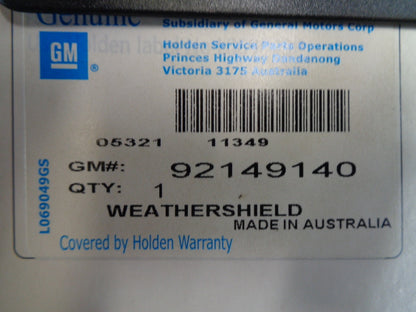 Genuine
Subsidiary of General Motors Corp
GM ®
Holden Service Parts Operations
Princes Highway Dandenong
Victoria 3175 Australia
05321 11349
GM#: 92149140
QTY: 1
WEATHERSHIELD
MADE IN AUSTRALIA
Covered by Holden Warranty
L069049GS